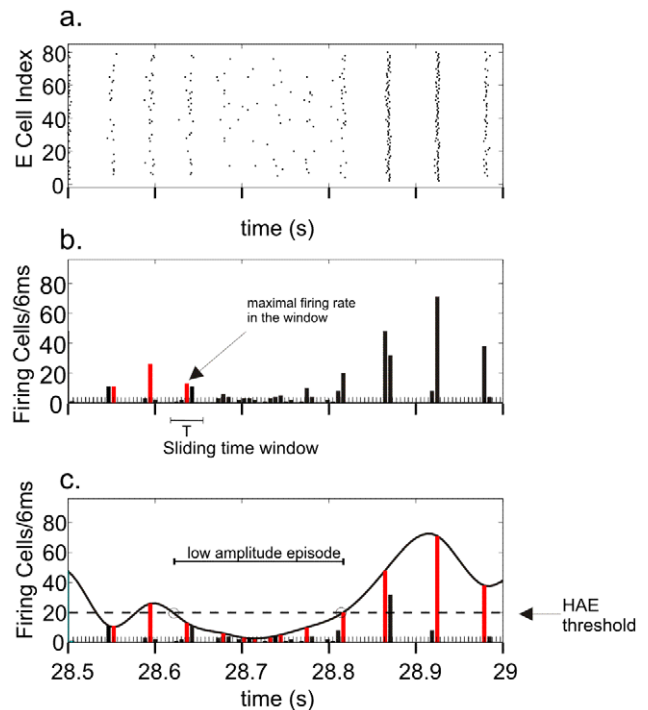 a.
E Cell Index
80
60
40
20
0
time (s)
b.
Firing Cells/6ms
80
60
40
20
0
maximal firing rate
in the window
T
Sliding time window
c.
Firing Cells/6ms
80
60
40
20
0
low amplitude episode
HAE
threshold
28.5 28.6 28.7 28.8 28.9 29
time (s)